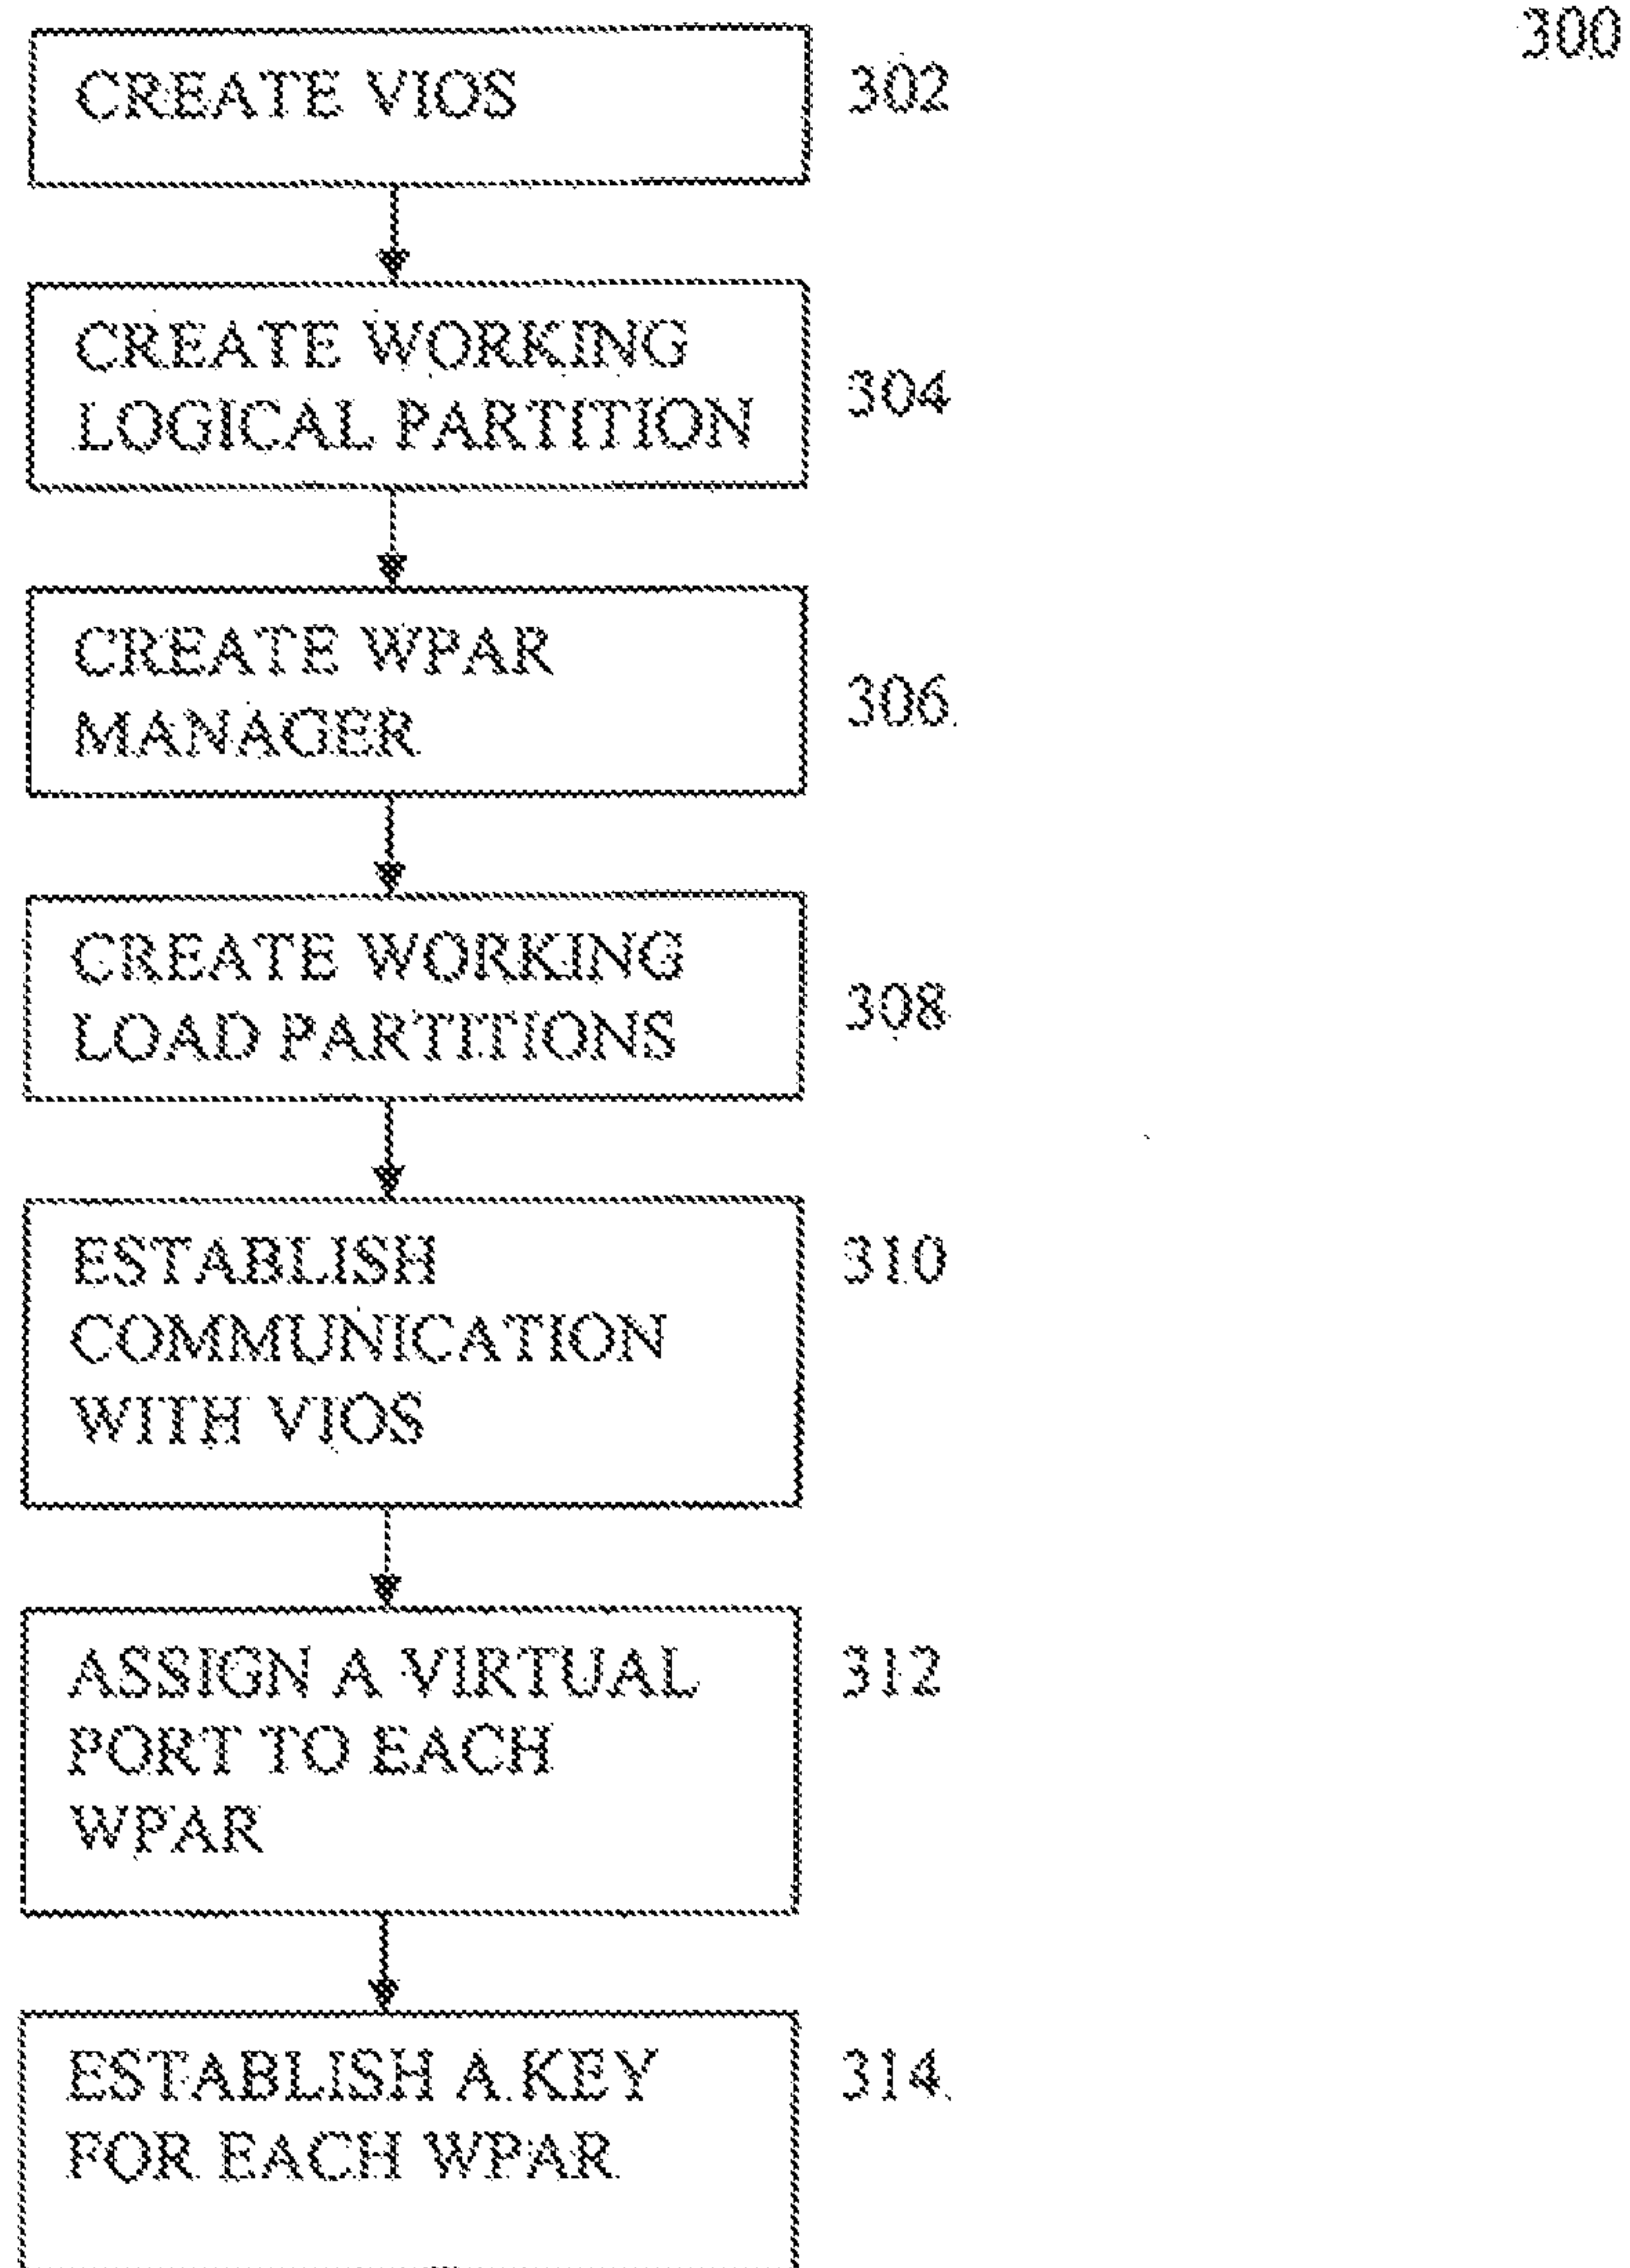 300
CREATE VIOS
302
CREATE WORKING
LOGICAL PARTITION
304
CREATE WPAR
MANAGER
306
CREATE WORKING
LOAD PARTITIONS
308
ESTABLISH
COMMUNICATION
WITH VIOS
310
ASSIGN A VIRTUAL
PORT TO EACH
WPAR
312
ESTABLISH A KEY
FOR EACH WPAR
314